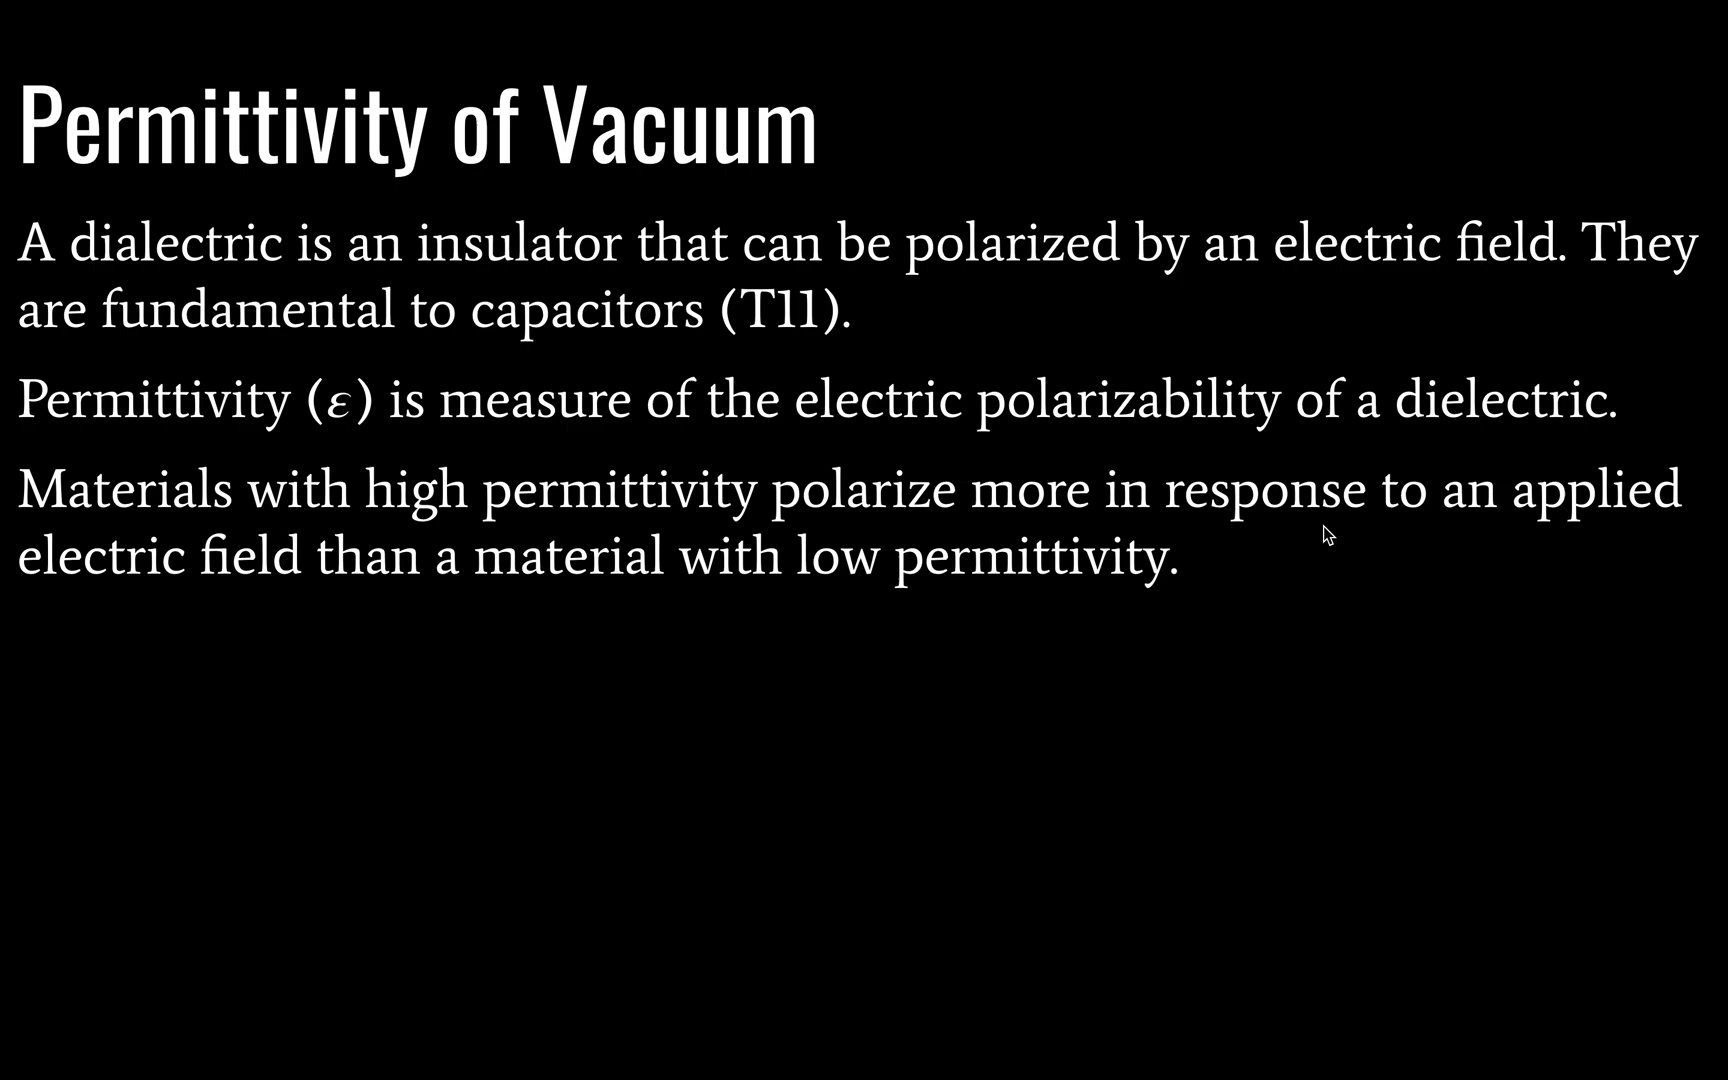 Permittivity of Vacuum
A dialectric is an insulator that can be polarized by an electric field. They
are fundamental to capacitors (T11).
Permittivity (ε) is measure of the electric polarizability of a dielectric.
Materials with high permittivity polarize more in response to an applied
electric field than a material with low permittivity.